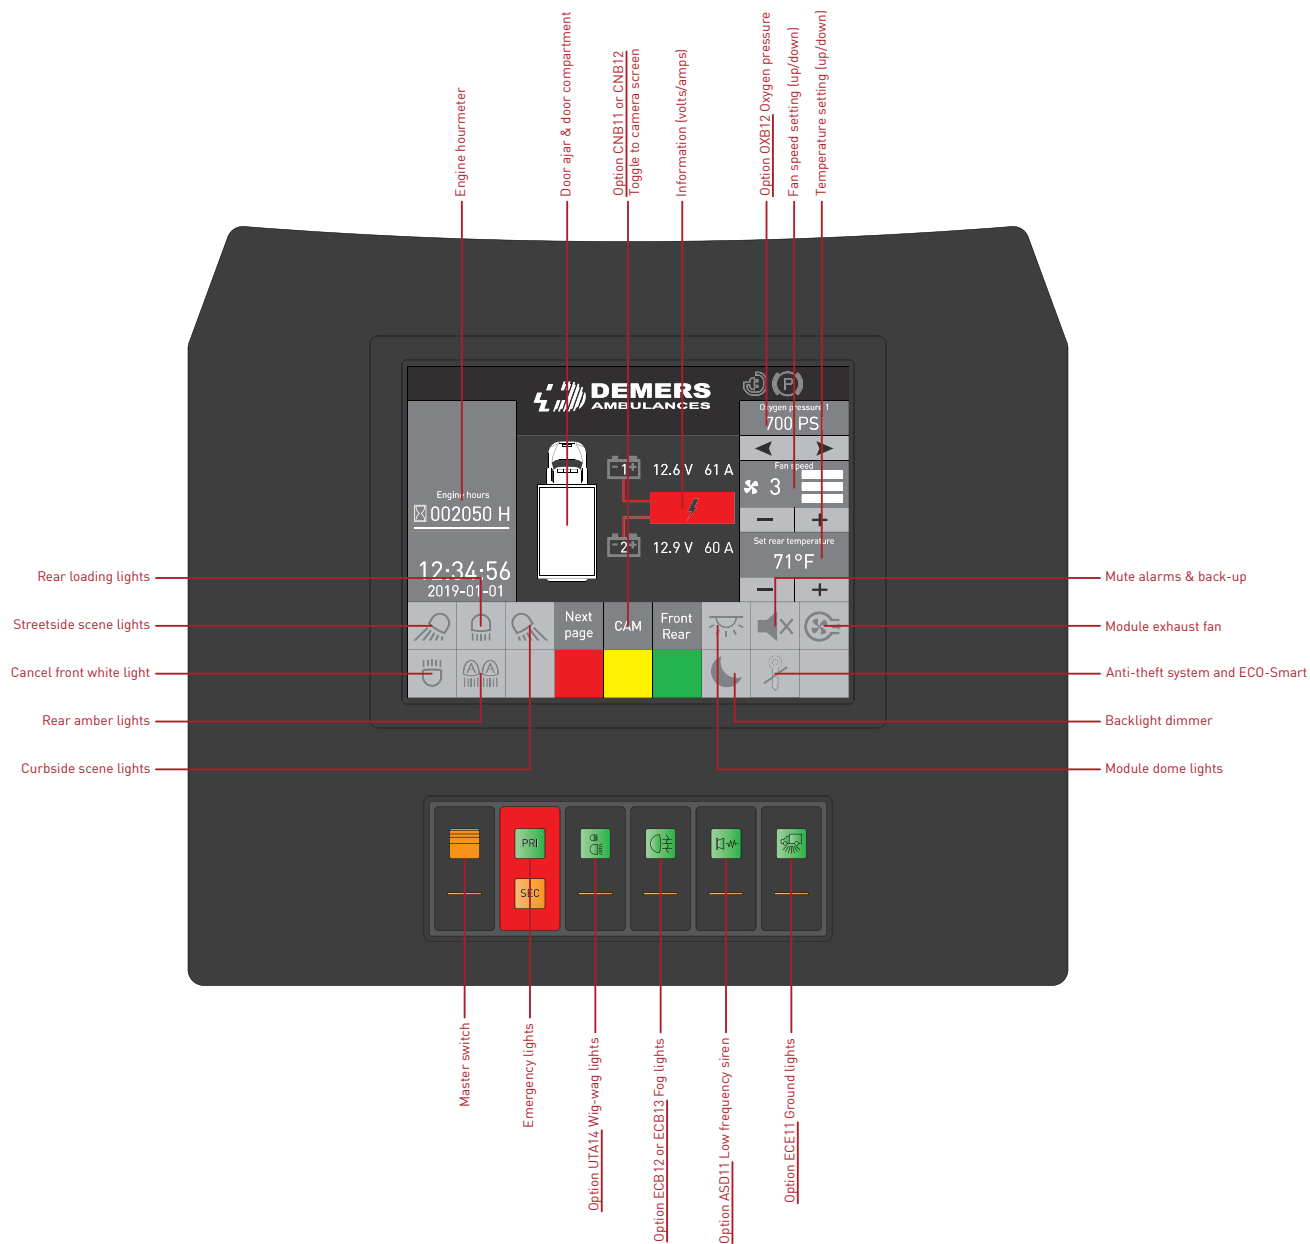 Engine hourmeter
Door ajar & door compartment
Option CNB11 or CNB12
Toggle to camera screen
Information (volts/amps)
Option OXB12 Oxygen pressure
Fan speed setting (up/down)
Temperature setting (up/down)
DEMERS
AMBULANCES
P
Oxygen pressure 1
700 PS
Fan speed
3
- +
Set rear temperature
71°F
- +
Engine hours
002050 H
12:34:56
2019-01-01
- 1 +
12.6 V 61 A
- 2 +
12.9 V 60 A
Next
page
CAM
Front
Rear
A A
Rear loading lights
Streetside scene lights
Cancel front white light
Rear amber lights
Curbside scene lights
Mute alarms & back-up
Module exhaust fan
Anti-theft system and ECO-Smart
Backlight dimmer
Module dome lights
PRI
SEC
Master switch
Emergency lights
Option UTA14 Wig-wag lights
Option ECB12 or ECB13 Fog lights
Option ASD11 Low frequency siren
Option ECE11 Ground lights